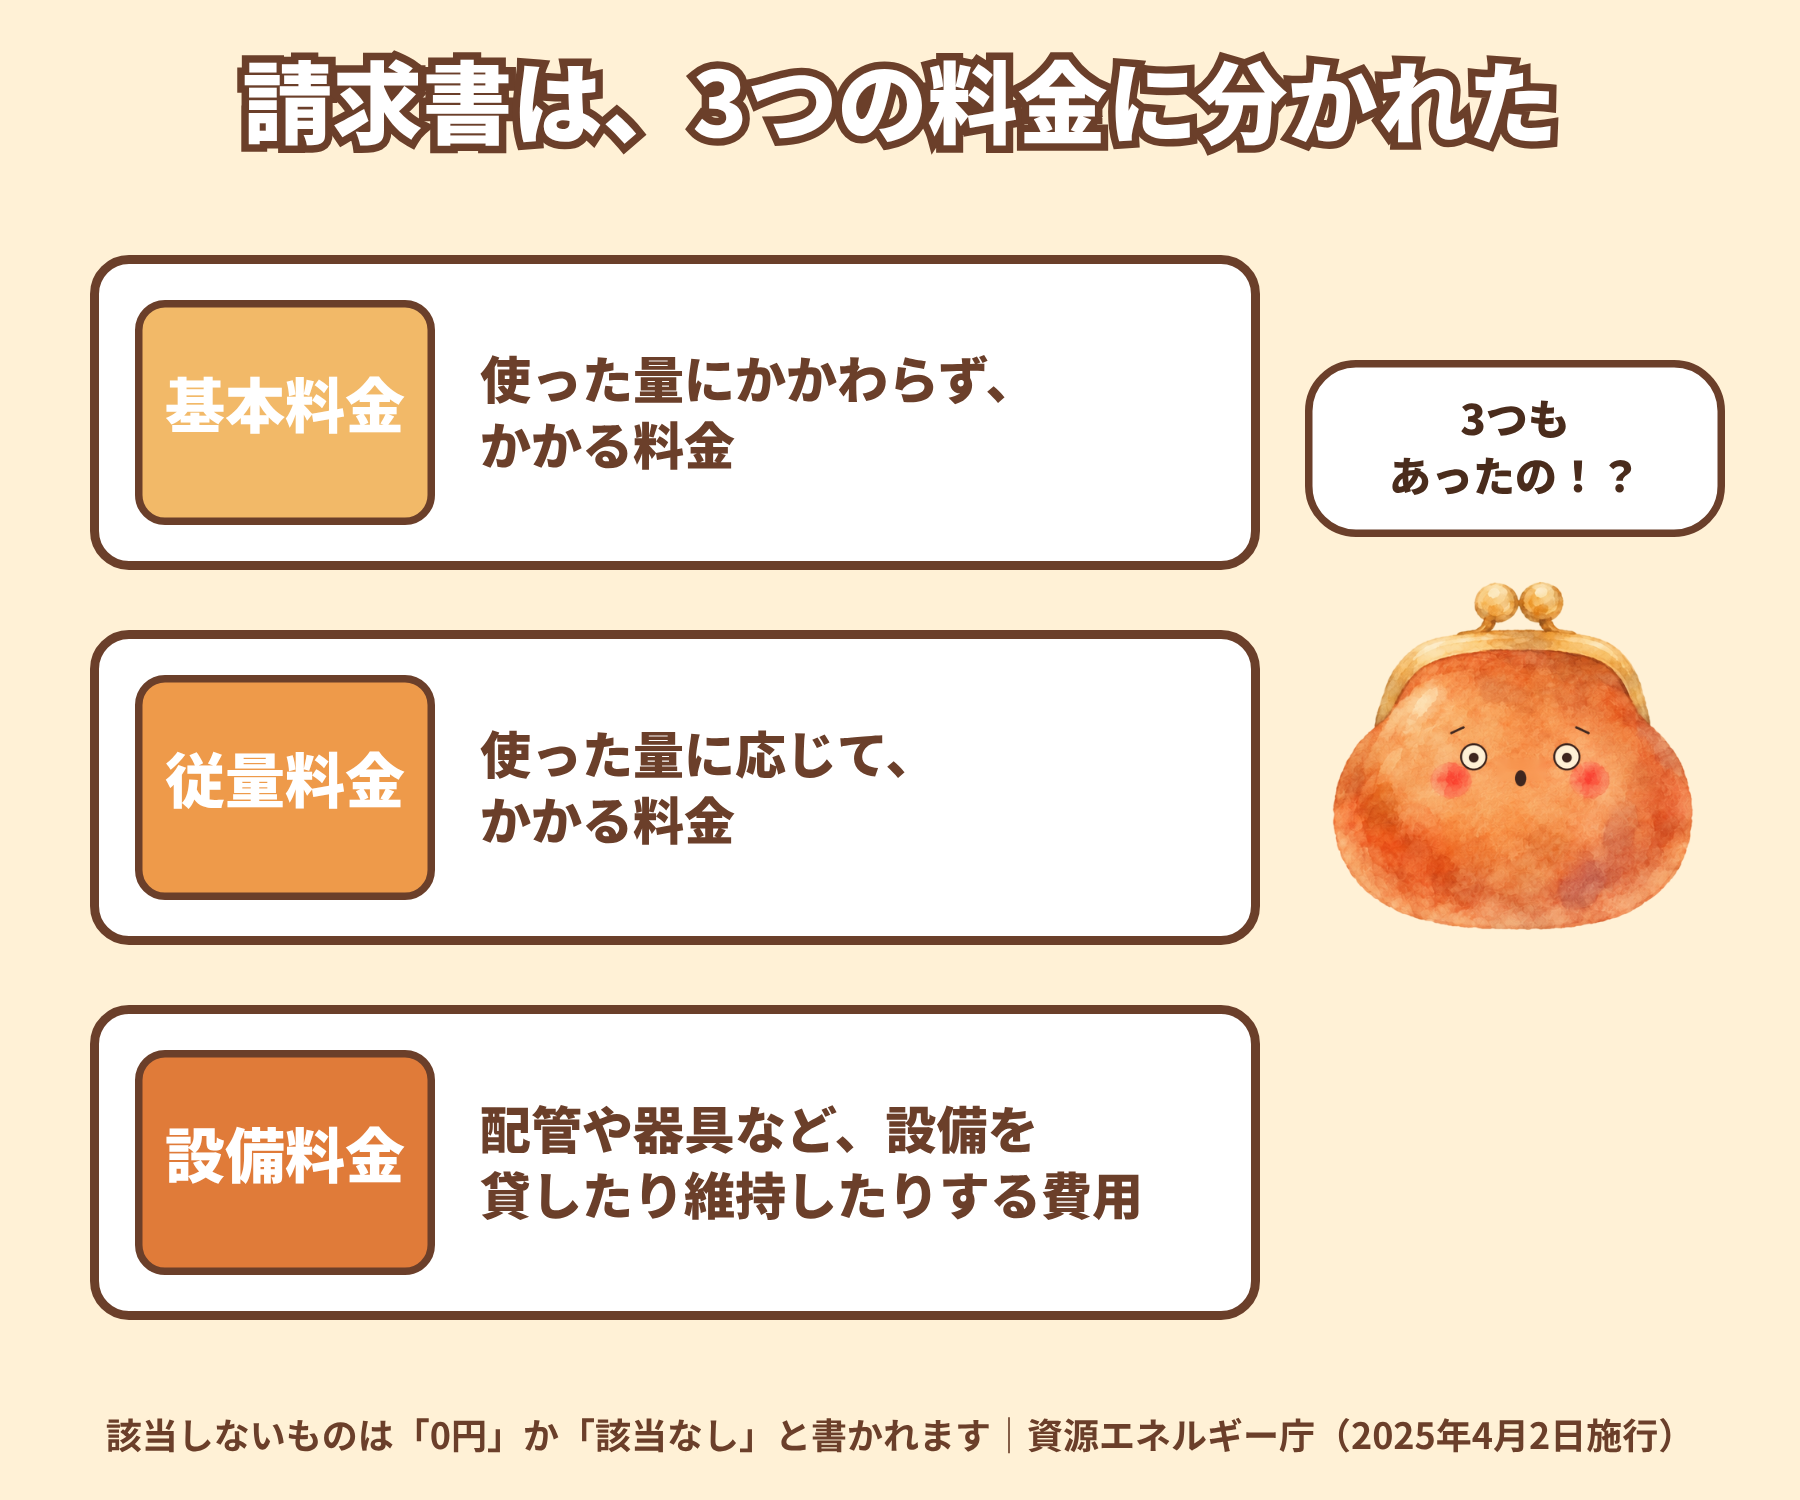 請求書は、3つの料金に分かれた
基本料金
使った量にかかわらず、
かかる料金
3つも
あったの！？
従量料金
使った量に応じて、
かかる料金
設備料金
配管や器具など、設備を
貸したり維持したりする費用
該当しないものは「0円」か「該当なし」と書かれます｜資源エネルギー庁（2025年4月2日施行）